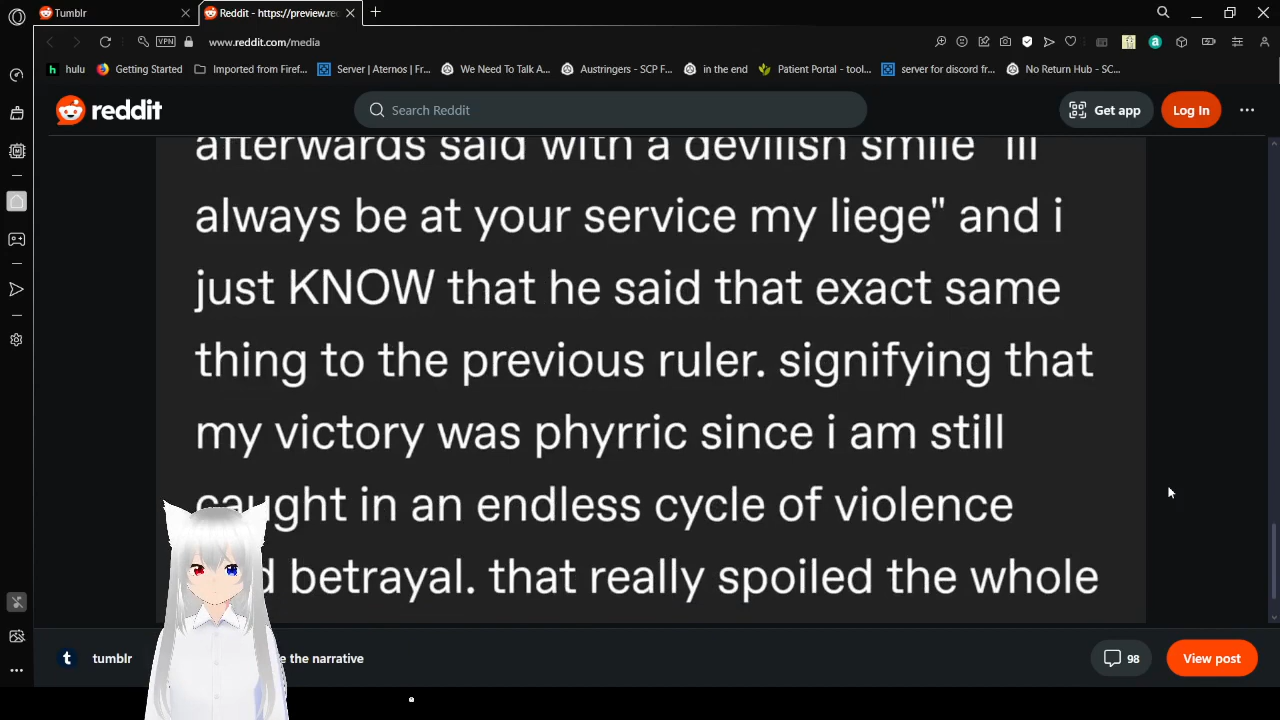 Tumblr
Reddit - https://preview.re
VPN
www.reddit.com/media
hulu
Getting Started
Imported from Firef...
Server | Aternos | Fr...
We Need To Talk A...
Austringers - SCP F...
in the end
Patient Portal - tool...
server for discord fr...
No Return Hub - SC...
reddit
Search Reddit
Get app
Log In
afterwards said with a devilish smile "ill
always be at your service my liege" and i
just KNOW that he said that exact same
thing to the previous ruler. signifying that
my victory was phyrric since i am still
caught in an endless cycle of violence
betrayal. that really spoiled the whole
tumblr
the narrative
98
View post